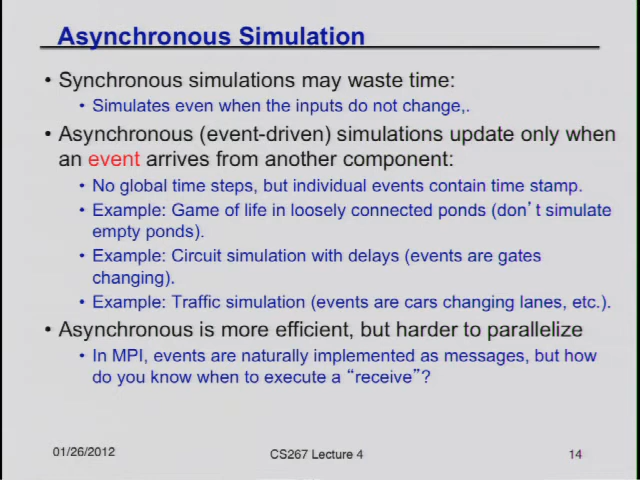 Asynchronous Simulation
• Synchronous simulations may waste time:
• Simulates even when the inputs do not change,.
• Asynchronous (event-driven) simulations update only when
an event arrives from another component:
• No global time steps, but individual events contain time stamp.
• Example: Game of life in loosely connected ponds (don't simulate
empty ponds).
• Example: Circuit simulation with delays (events are gates
changing).
• Example: Traffic simulation (events are cars changing lanes, etc.).
• Asynchronous is more efficient, but harder to parallelize
• In MPI, events are naturally implemented as messages, but how
do you know when to execute a “receive”?
01/26/2012
CS267 Lecture 4
14